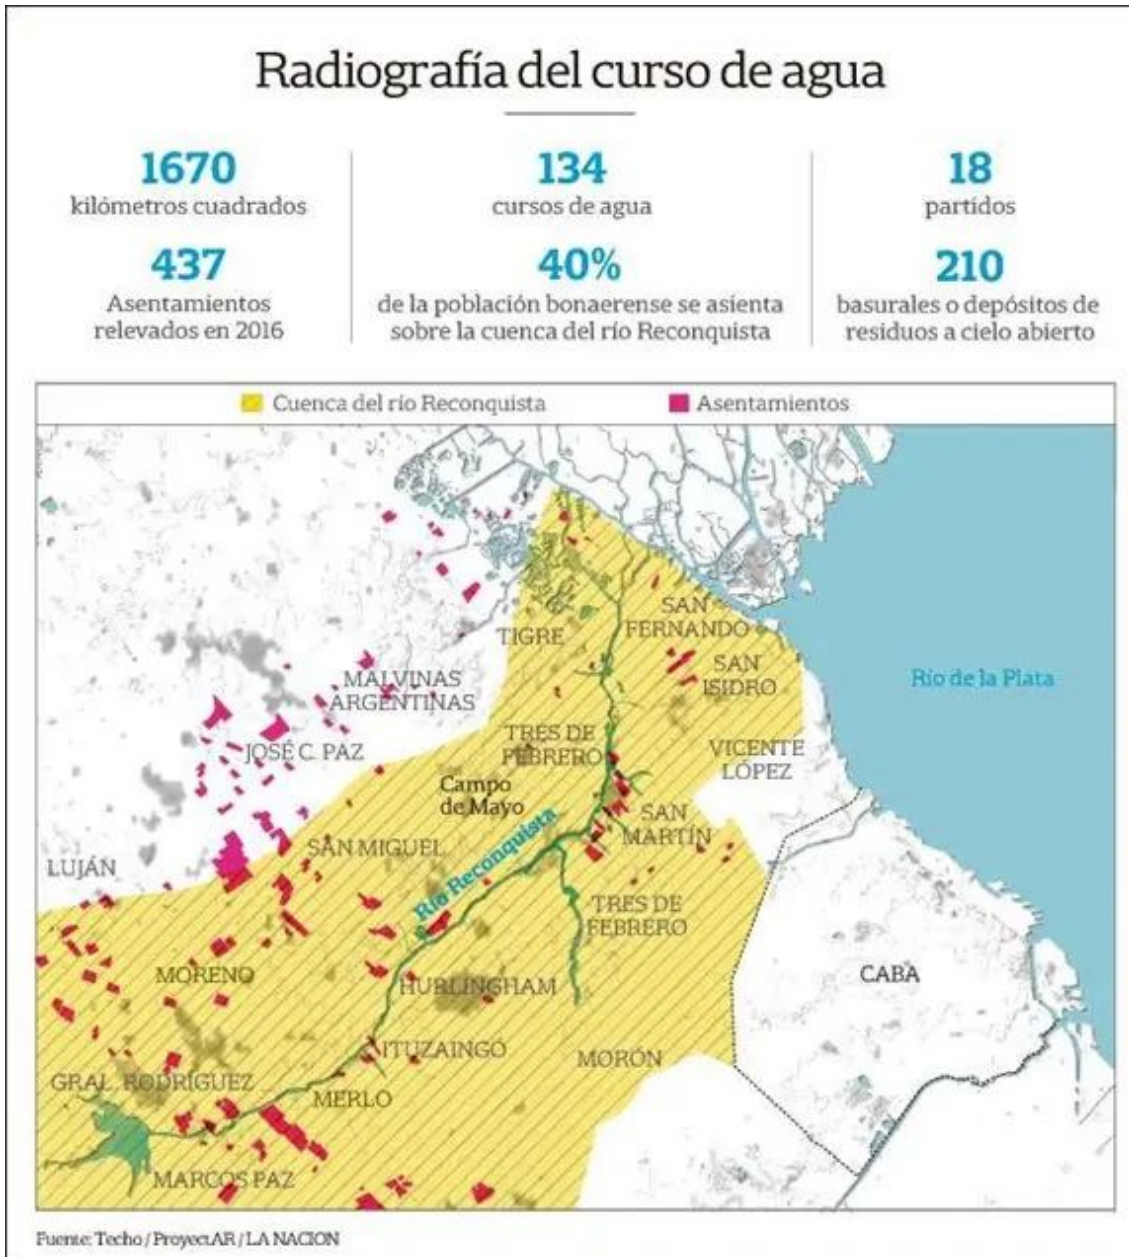 Radiografía del curso de agua
1670
kilómetros cuadrados
134
cursos de agua
18
partidos
437
Asentamientos
relevados en 2016
40%
de la población bonaerense se asienta
sobre la cuenca del río Reconquista
210
basurales o depósitos de
residuos a cielo abierto
Cuenca del río Reconquista
Asentamientos
SAN
FERNANDO
TIGRE
SAN
ISIDRO
MALVINAS
ARGENTINAS
Río de la Plata
JOSÉ C. PAZ
TRES DE
FEBRERO
VICENTE
LÓPEZ
Campo
de Mayo
SAN
MARTÍN
SAN MIGUEL
LUJÁN
Río Reconquista
TRES DE
FEBRERO
MORENO
HURLINGHAM
CABA
ITUZAINGÓ
MORÓN
GRAL. RODRÍGUEZ
MERLO
MARCOS PAZ
Fuente: Techo / ProyectAR / LA NACION